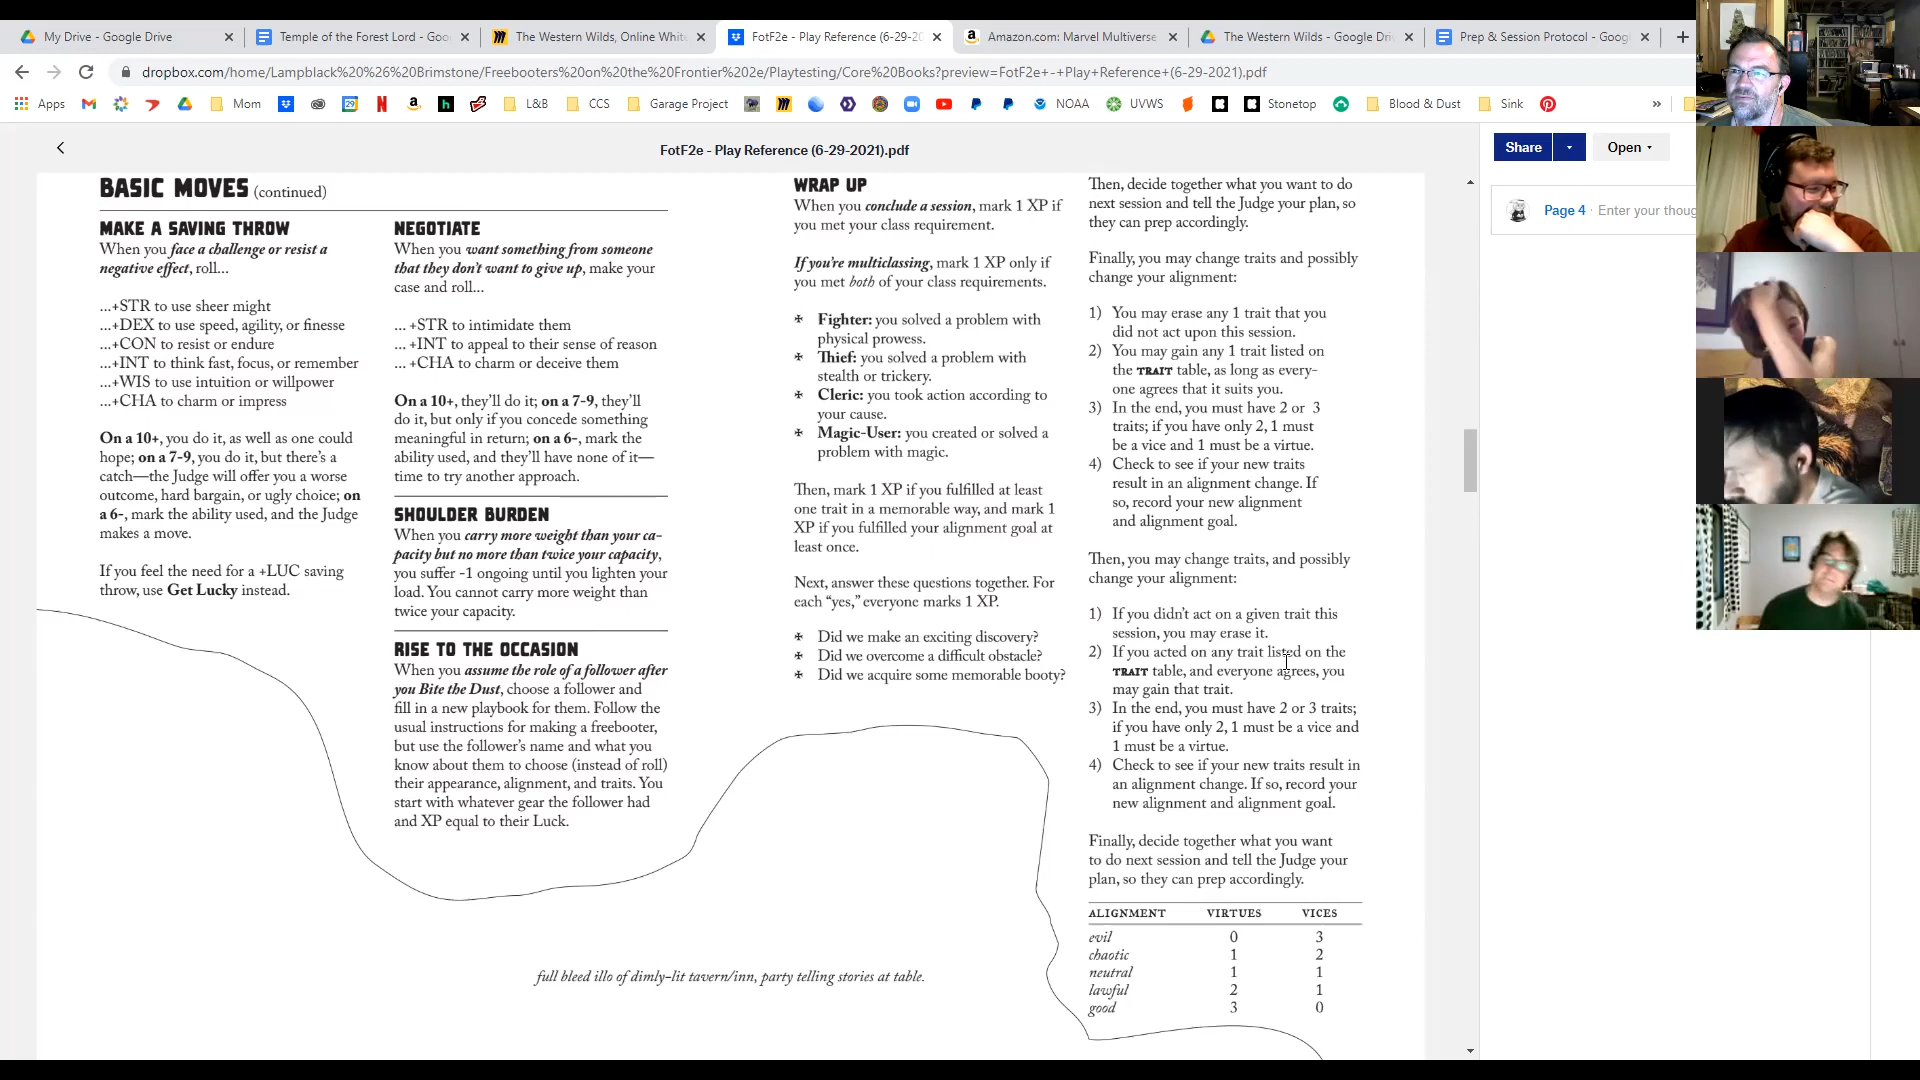 My Drive - Google Drive
Temple of the Forest Lord - Goo
The Western Wilds, Online White
FotF2e - Play Reference (6-29-20
Amazon.com: Marvel Multiverse
The Western Wilds - Google Dri
Prep & Session Protocol - Googl
dropbox.com/home/Lampblack%20%26%20Brimstone/Freebooters%20on%20the%20Frontier%202e/Playtesting/Core%20Books?preview=FotF2e+-+Play+Reference+(6-29-2021).pdf
Apps
Mom
L&B
CCS
Garage Project
NOAA
UVWS
Stonetop
Blood & Dust
Sink
»
FotF2e - Play Reference (6-29-2021).pdf
Share
Open
Page 4
Enter your thoug
BASIC MOVES (continued)
MAKE A SAVING THROW
When you face a challenge or resist a
negative effect, roll...
...+STR to use sheer might
...+DEX to use speed, agility, or finesse
...+CON to resist or endure
...+INT to think fast, focus, or remember
...+WIS to use intuition or willpower
...+CHA to charm or impress
On a 10+, you do it, as well as one could
hope; on a 7-9, you do it, but there's a
catch—the Judge will offer you a worse
outcome, hard bargain, or ugly choice; on
a 6-, mark the ability used, and the Judge
makes a move.
If you feel the need for a +LUC saving
throw, use Get Lucky instead.
NEGOTIATE
When you want something from someone
that they don't want to give up, make your
case and roll...
... +STR to intimidate them
... +INT to appeal to their sense of reason
... +CHA to charm or deceive them
On a 10+, they'll do it; on a 7-9, they'll
do it, but only if you concede something
meaningful in return; on a 6-, mark the
ability used, and they'll have none of it—
time to try another approach.
SHOULDER BURDEN
When you carry more weight than your ca-
pacity but no more than twice your capacity,
you suffer -1 ongoing until you lighten your
load. You cannot carry more weight than
twice your capacity.
RISE TO THE OCCASION
When you assume the role of a follower after
you Bite the Dust, choose a follower and
fill in a new playbook for them. Follow the
usual instructions for making a freebooter,
but use the follower's name and what you
know about them to choose (instead of roll)
their appearance, alignment, and traits. You
start with whatever gear the follower had
and XP equal to their Luck.
WRAP UP
When you conclude a session, mark 1 XP if
you met your class requirement.
If you're multiclassing, mark 1 XP only if
you met both of your class requirements.
Fighter: you solved a problem with
physical prowess.
Thief: you solved a problem with
stealth or trickery.
Cleric: you took action according to
your cause.
Magic-User: you created or solved a
problem with magic.
Then, mark 1 XP if you fulfilled at least
one trait in a memorable way, and mark 1
XP if you fulfilled your alignment goal at
least once.
Next, answer these questions together. For
each “yes,” everyone marks 1 XP.
Did we make an exciting discovery?
Did we overcome a difficult obstacle?
Did we acquire some memorable booty?
Then, decide together what you want to do
next session and tell the Judge your plan, so
they can prep accordingly.
Finally, you may change traits and possibly
change your alignment:
1) You may erase any 1 trait that you
did not act upon this session.
2) You may gain any 1 trait listed on
the TRAIT table, as long as every-
one agrees that it suits you.
3) In the end, you must have 2 or 3
traits; if you have only 2, 1 must
be a vice and 1 must be a virtue.
4) Check to see if your new traits
result in an alignment change. If
so, record your new alignment
and alignment goal.
Then, you may change traits, and possibly
change your alignment:
1) If you didn't act on a given trait this
session, you may erase it.
2) If you acted on any trait listed on the
TRAIT table, and everyone agrees, you
may gain that trait.
3) In the end, you must have 2 or 3 traits;
if you have only 2, 1 must be a vice and
1 must be a virtue.
4) Check to see if your new traits result in
an alignment change. If so, record your
new alignment and alignment goal.
Finally, decide together what you want
to do next session and tell the Judge your
plan, so they can prep accordingly.
ALIGNMENT VIRTUES VICES
evil 0 3
chaotic 1 2
neutral 1 1
lawful 2 1
good 3 0
full bleed illo of dimly-lit tavern/inn, party telling stories at table.